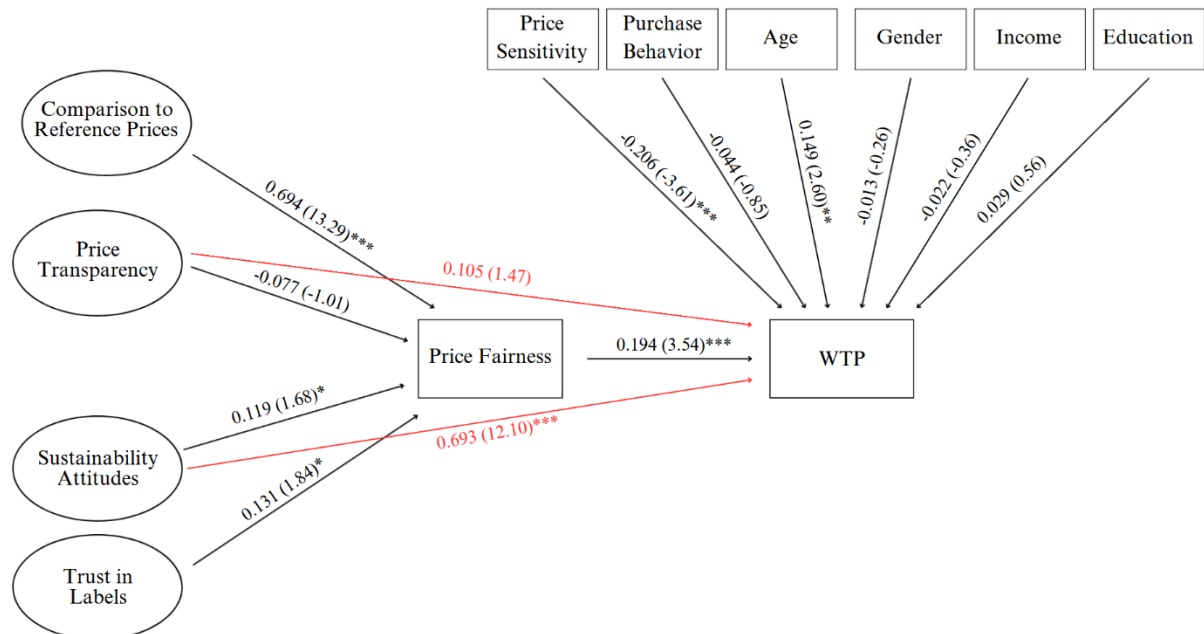 Price
Sensitivity
Purchase
Behavior
Age
Gender
Income
Education
Comparison to
Reference Prices
Price
Transparency
Sustainability
Attitudes
Trust in
Labels
Price Fairness
WTP
-0.206 (-3.61)***
-0.044 (-0.85)
0.149 (2.60)**
-0.013 (-0.26)
-0.022 (-0.36)
0.029 (0.56)
0.694 (13.29)***
0.105 (1.47)
-0.077 (-1.01)
0.194 (3.54)***
0.119 (1.68)*
0.693 (12.10)***
0.131 (1.84)*